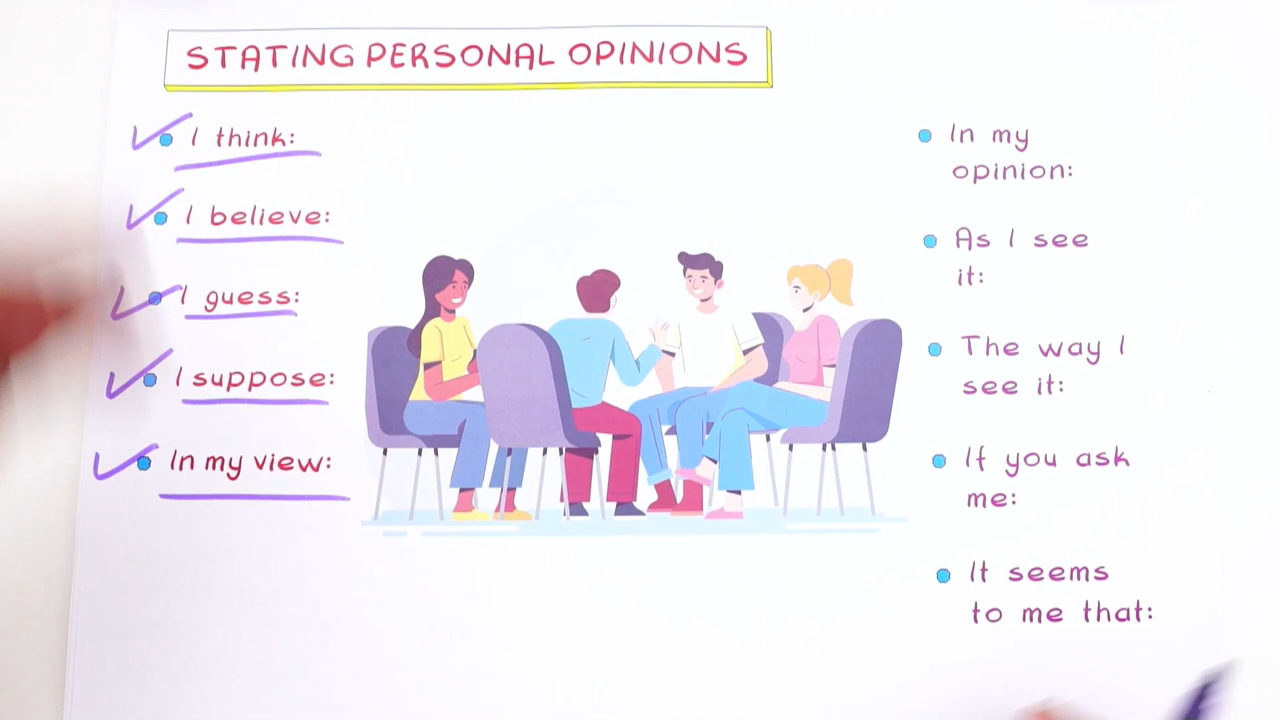 STATING PERSONAL OPINIONS
I think:
I believe:
I guess:
I suppose:
In my view:
In my
opinion:
As I see
it:
The way I
see it:
If you ask
me:
It seems
to me that: